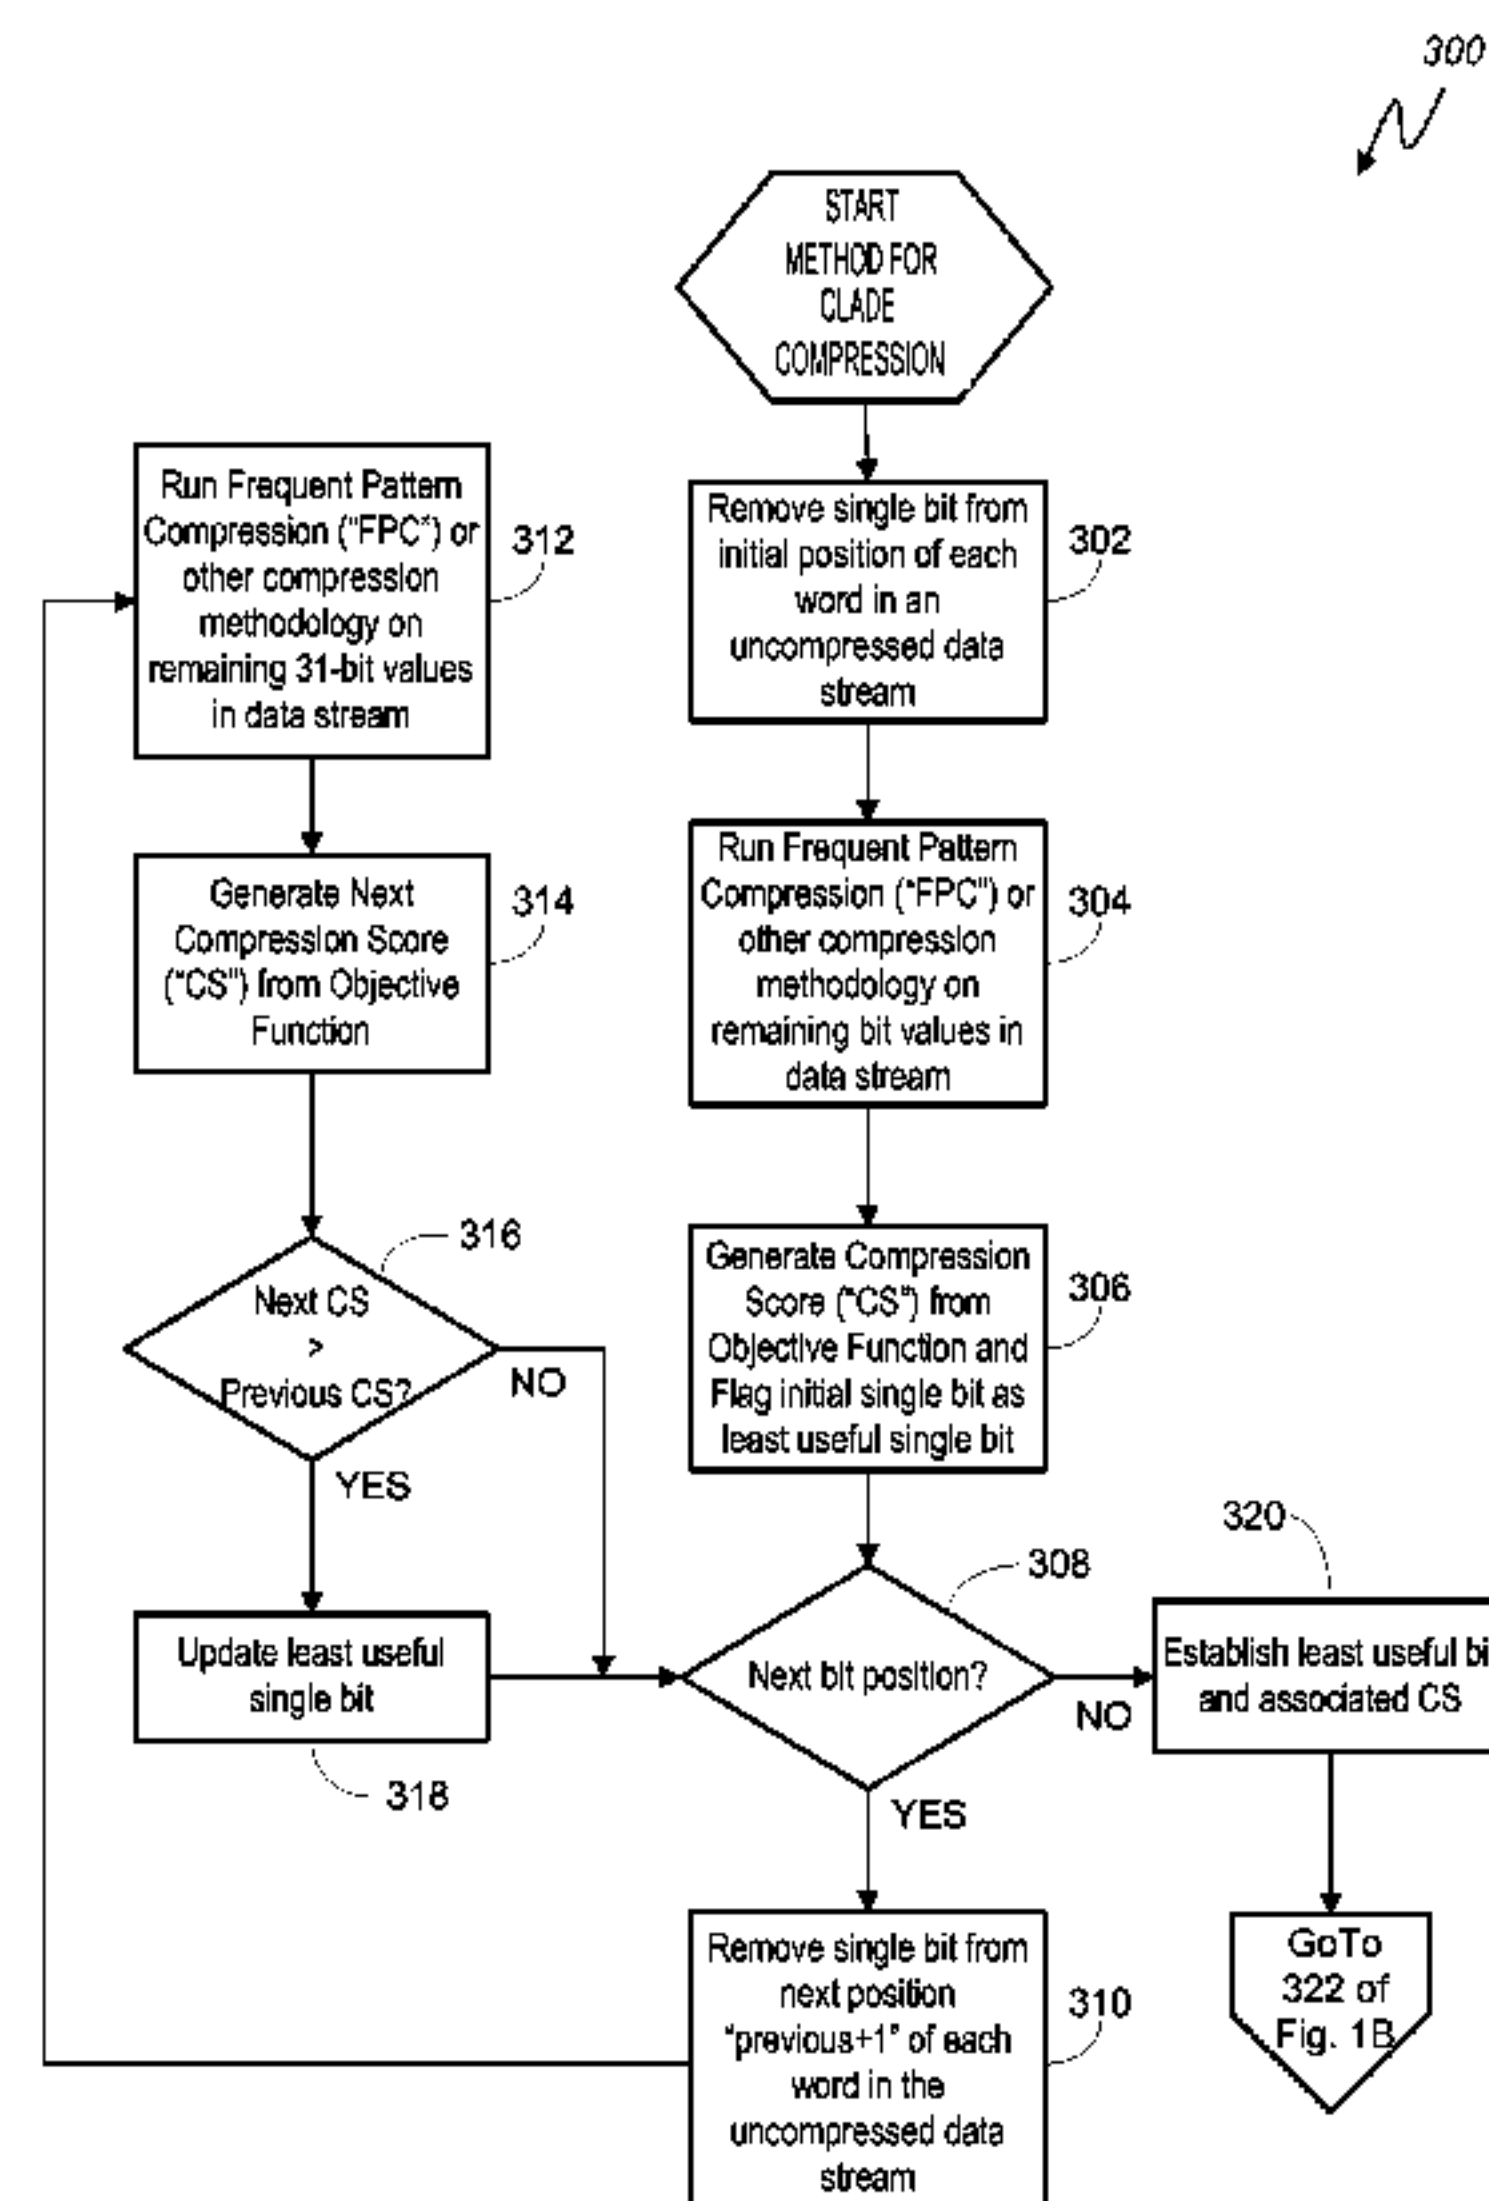 300
START
METHOD FOR
CLADE
COMPRESSION
Remove single bit from
initial position of each
word in an
uncompressed data
stream
302
Run Frequent Pattern
Compression ("FPC") or
other compression
methodology on
remaining bit values in
data stream
304
Generate Compression
Score ("CS") from
Objective Function and
Flag initial single bit as
least useful single bit
306
Next bit position?
308
YES
NO
Remove single bit from
next position
"previous+1" of each
word in the
uncompressed data
stream
310
Run Frequent Pattern
Compression ("FPC") or
other compression
methodology on
remaining 31-bit values
in data stream
312
Generate Next
Compression Score
("CS") from Objective
Function
314
Next CS
>
Previous CS?
316
NO
YES
Update least useful
single bit
318
320
Establish least useful bi
and associated CS
GoTo
322 of
Fig. 1B